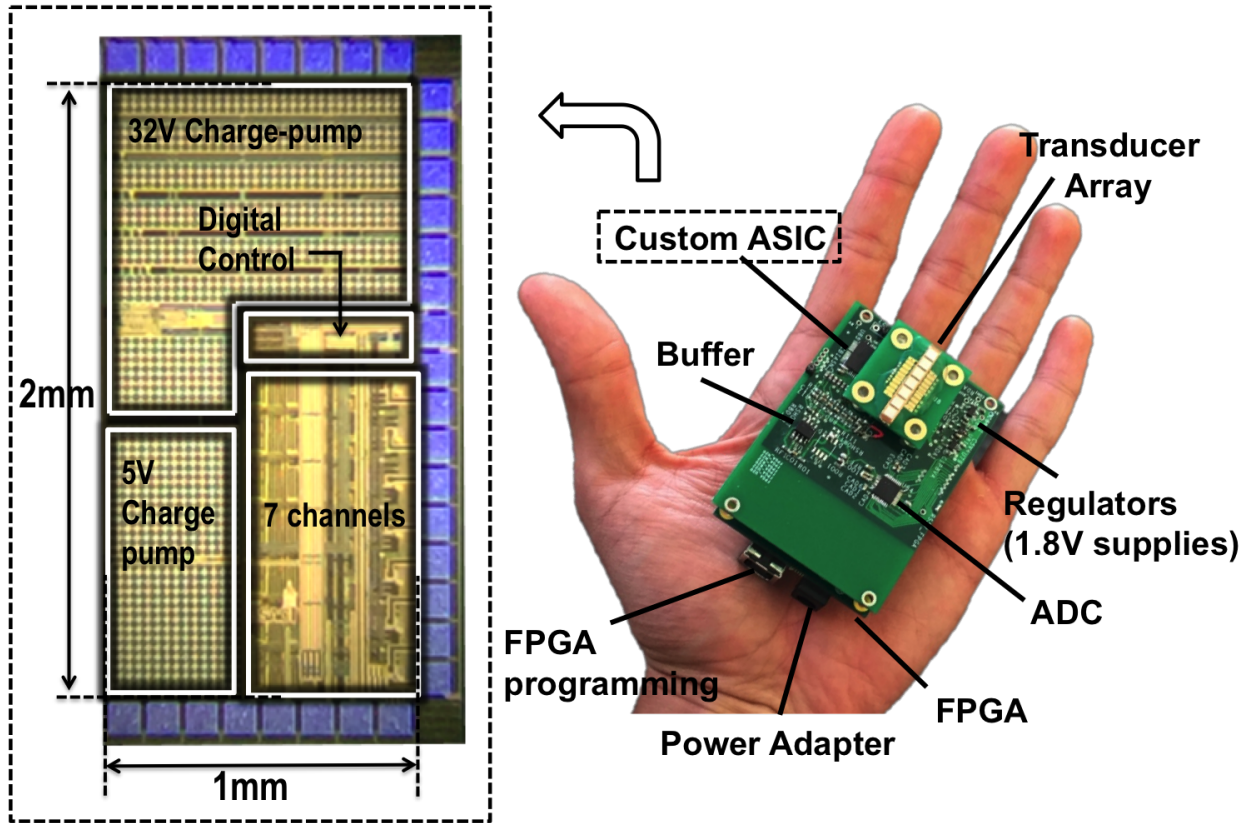 32V Charge-pump
Digital
Control
2mm
5V
Charge
pump
7 channels
1mm
Transducer
Array
Custom ASIC
Buffer
Regulators
(1.8V supplies)
ADC
FPGA
programming
FPGA
Power Adapter